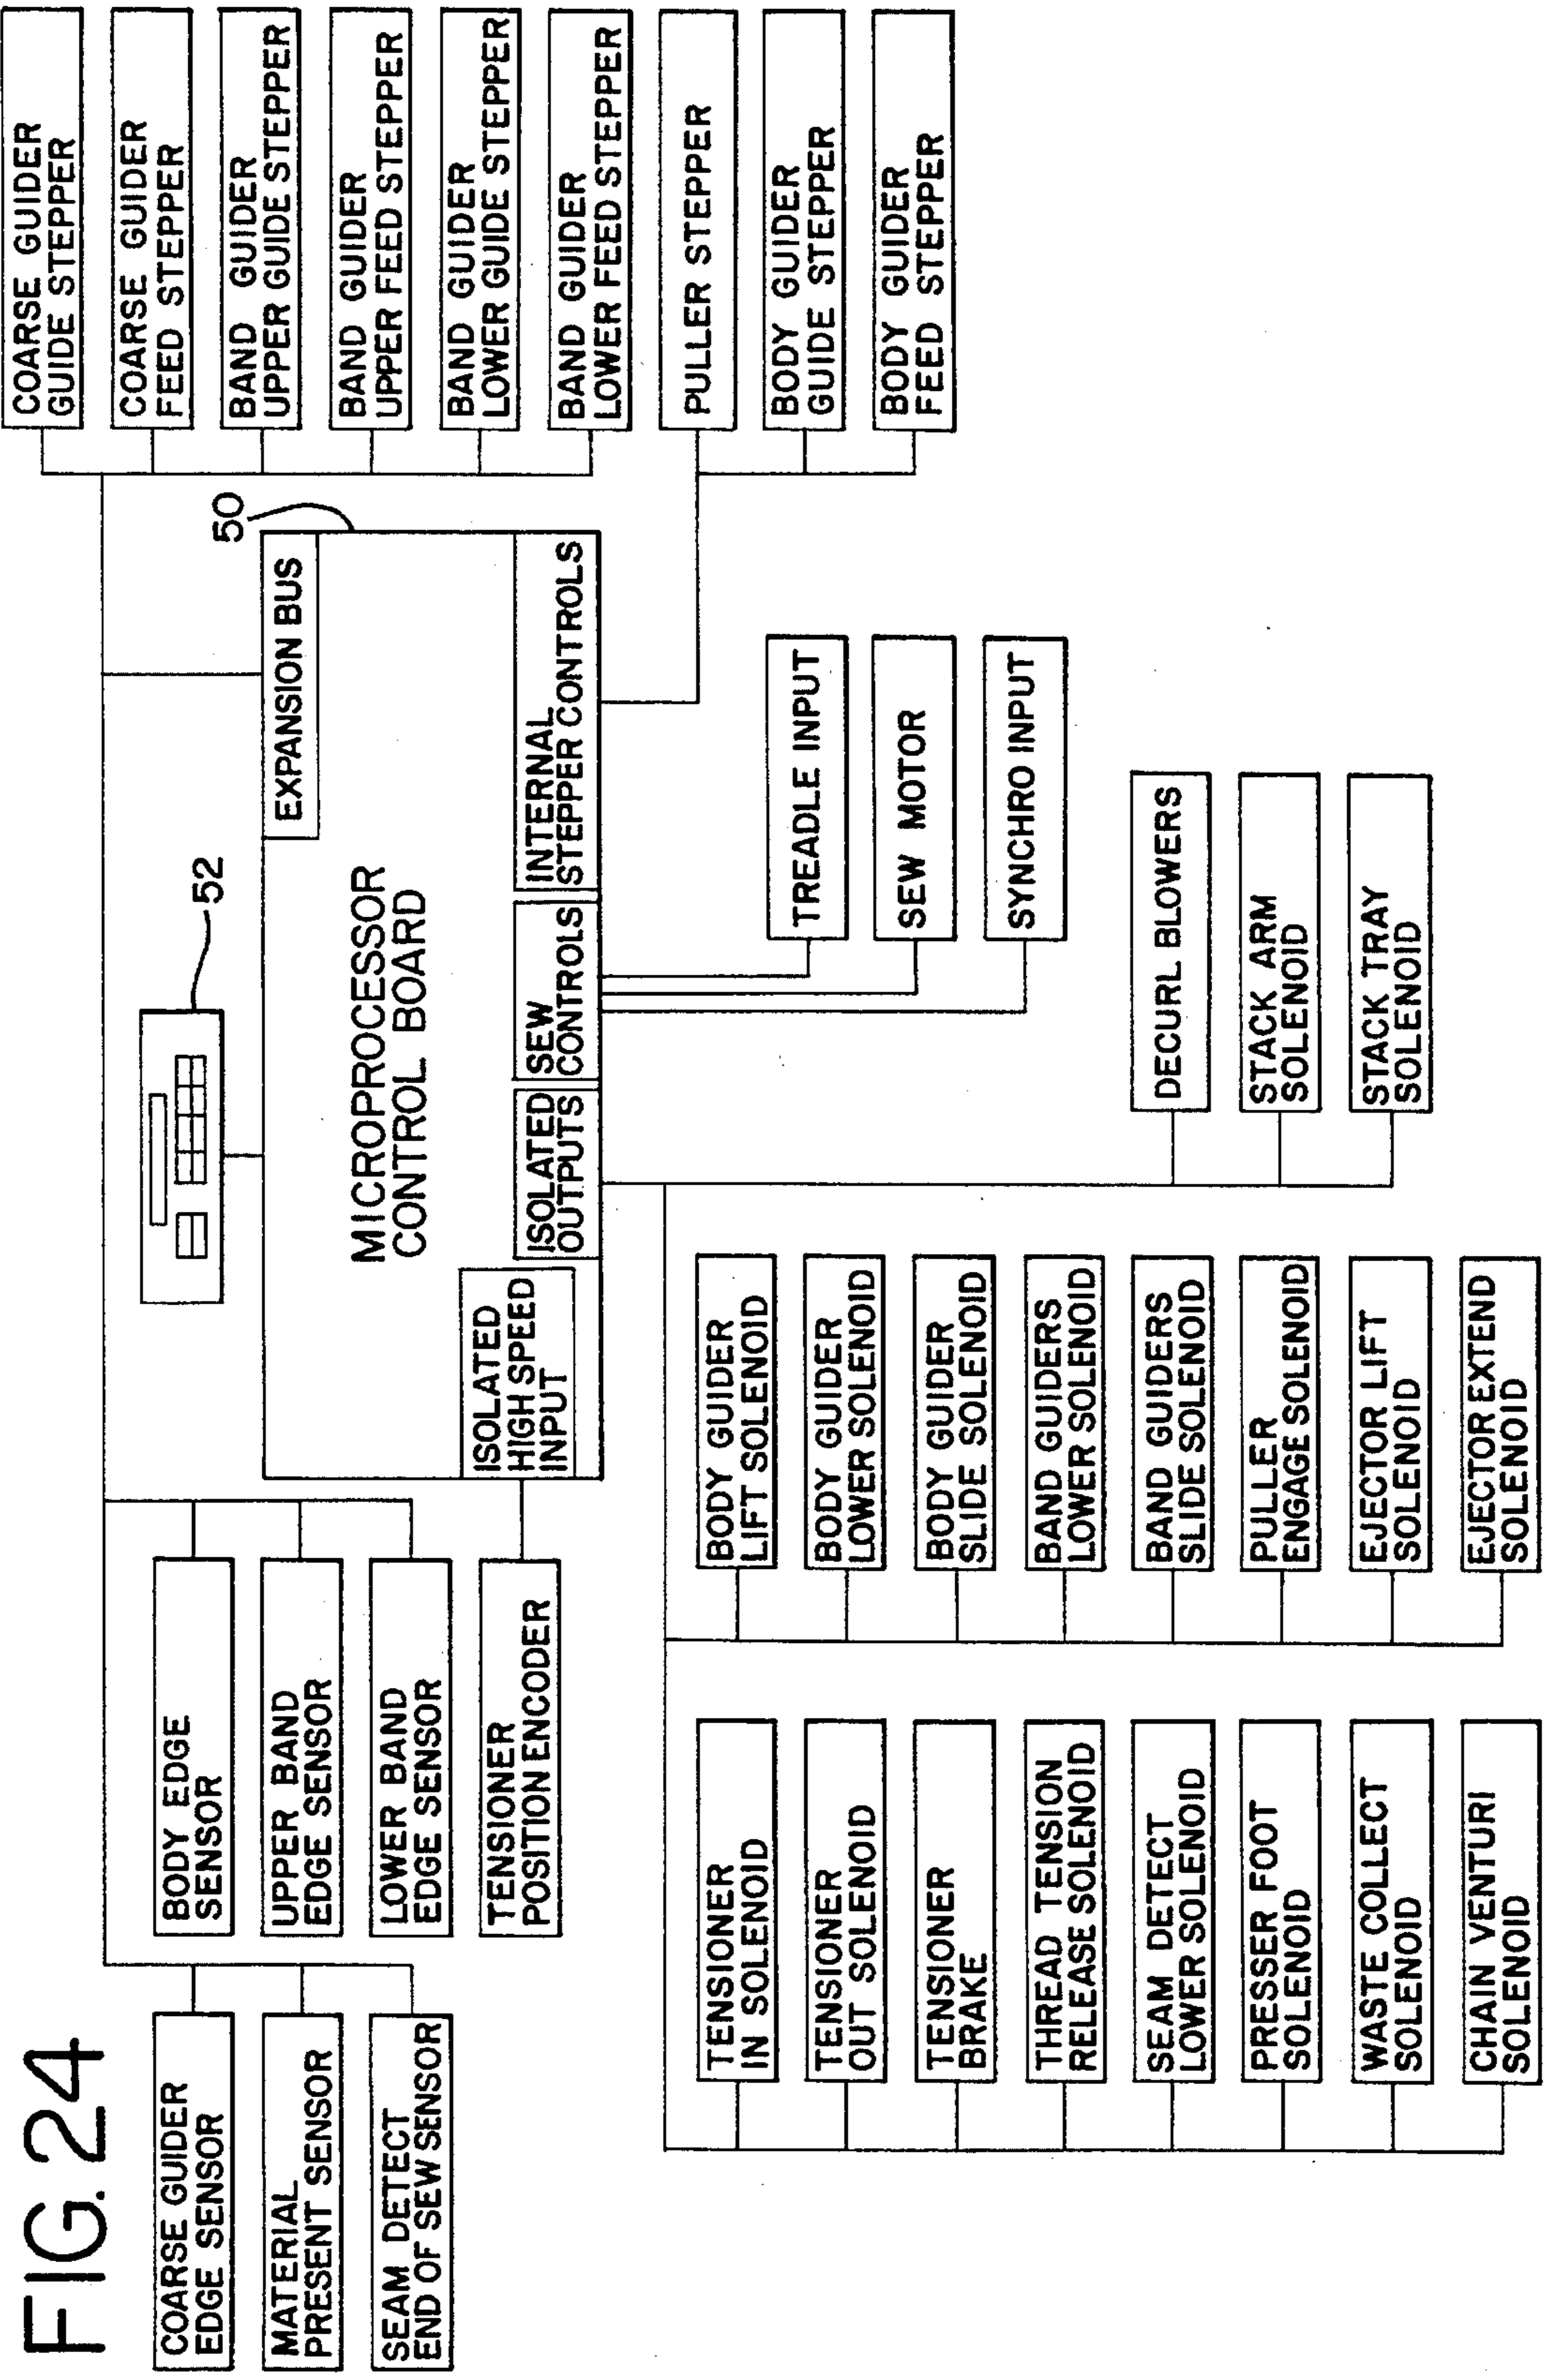 FIG. 24
COARSE GUIDER
EDGE SENSOR
MATERIAL
PRESENT SENSOR
SEAM DETECT
END OF SEW SENSOR
BODY EDGE
SENSOR
UPPER BAND
EDGE SENSOR
LOWER BAND
EDGE SENSOR
TENSIONER
POSITION ENCODER
52
50
EXPANSION BUS
MICROPROCESSOR
CONTROL BOARD
ISOLATED
HIGH SPEED
INPUT
ISOLATED
OUTPUTS
SEW
CONTROLS
INTERNAL
STEPPER CONTROLS
COARSE GUIDER
GUIDE STEPPER
COARSE GUIDER
FEED STEPPER
BAND GUIDER
UPPER GUIDE STEPPER
BAND GUIDER
UPPER FEED STEPPER
BAND GUIDER
LOWER GUIDE STEPPER
BAND GUIDER
LOWER FEED STEPPER
PULLER STEPPER
BODY GUIDER
GUIDE STEPPER
BODY GUIDER
FEED STEPPER
TREADLE INPUT
SEW MOTOR
SYNCHRO INPUT
TENSIONER
IN SOLENOID
TENSIONER
OUT SOLENOID
TENSIONER
BRAKE
THREAD TENSION
RELEASE SOLENOID
SEAM DETECT
LOWER SOLENOID
PRESSER FOOT
SOLENOID
WASTE COLLECT
SOLENOID
CHAIN VENTURI
SOLENOID
BODY GUIDER
LIFT SOLENOID
BODY GUIDER
LOWER SOLENOID
BODY GUIDER
SLIDE SOLENOID
BAND GUIDERS
LOWER SOLENOID
BAND GUIDERS
SLIDE SOLENOID
PULLER
ENGAGE SOLENOID
EJECTOR LIFT
SOLENOID
EJECTOR EXTEND
SOLENOID
DECURL BLOWERS
STACK ARM
SOLENOID
STACK TRAY
SOLENOID